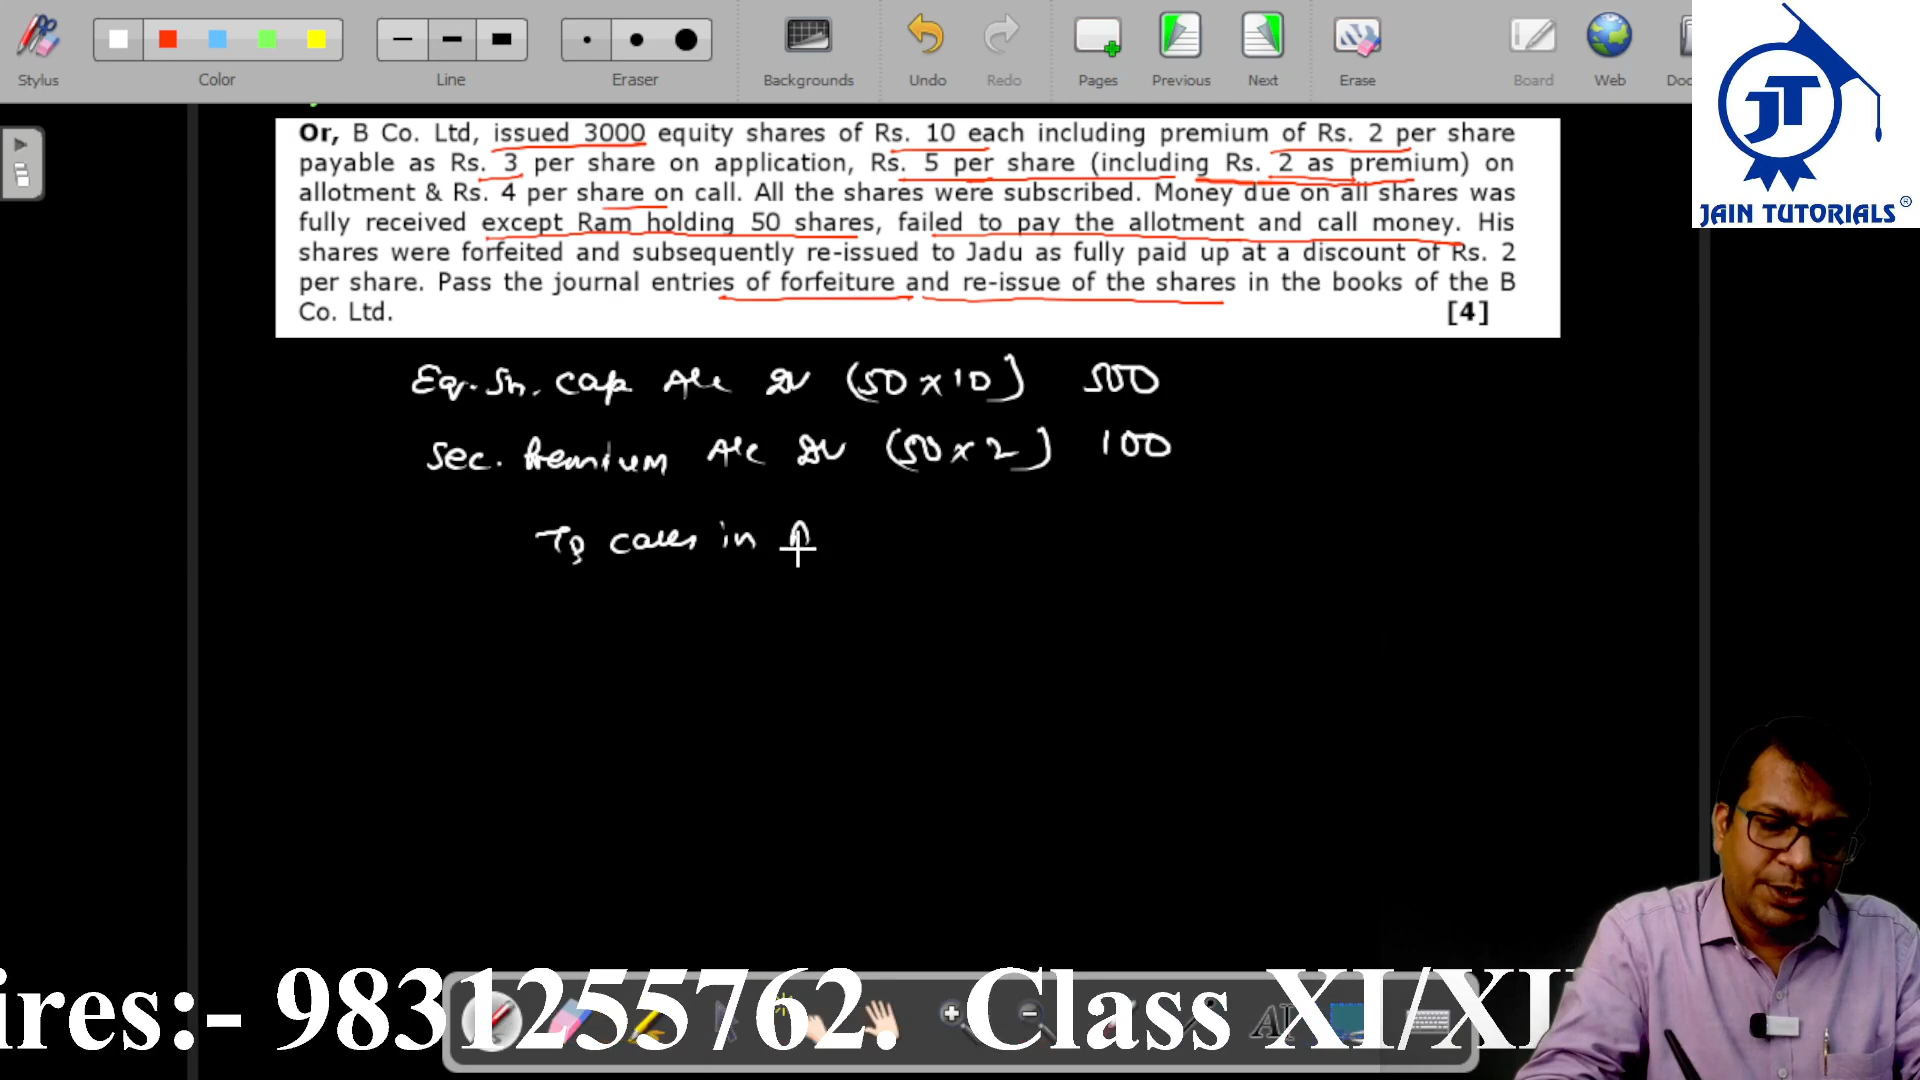 Stylus Color Line Eraser Backgrounds Undo Redo Pages Previous Next Erase Board Web
JT
JAIN TUTORIALS®
Or, B Co. Ltd, issued 3000 equity shares of Rs. 10 each including premium of Rs. 2 per share
payable as Rs. 3 per share on application, Rs. 5 per share (including Rs. 2 as premium) on
allotment & Rs. 4 per share on call. All the shares were subscribed. Money due on all shares was
fully received except Ram holding 50 shares, failed to pay the allotment and call money. His
shares were forfeited and subsequently re-issued to Jadu as fully paid up at a discount of Rs. 2
per share. Pass the journal entries of forfeiture and re-issue of the shares in the books of the B
Co. Ltd. [4]
Eq. Sh. Cap A/c Dr (50 x 10) 500
Sec. Premium A/c Dr (50 x 2) 100
To calls in A
ires:- 9831255762. Class XI/XII